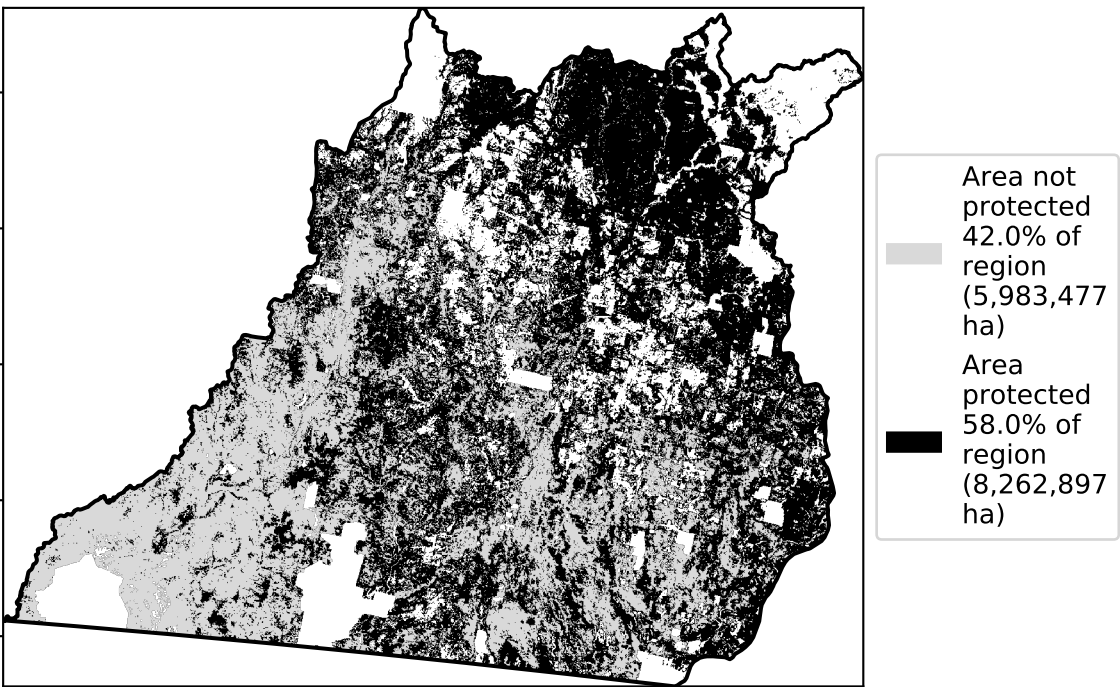 Area not
protected
42.0% of
region
(5,983,477
ha)
Area
protected
58.0% of
region
(8,262,897
ha)